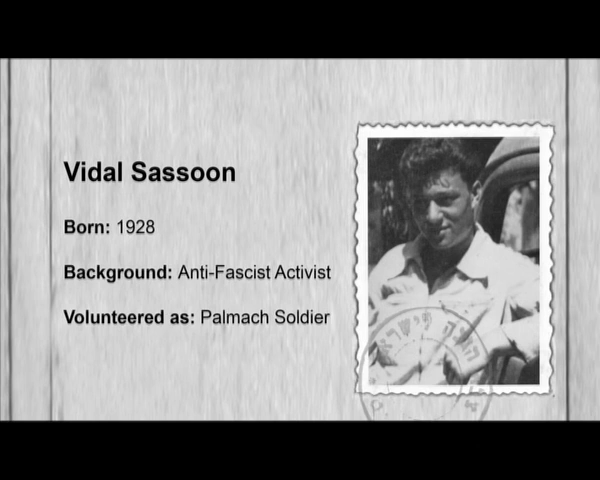 Vidal Sassoon
Born: 1928
Background: Anti-Fascist Activist
Volunteered as: Palmach Soldier